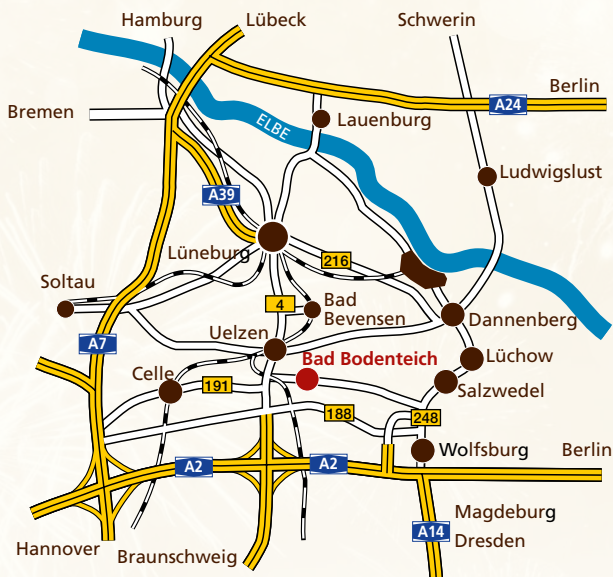 Hamburg
Lübeck
Schwerin
Berlin
A24
Bremen
ELBE
Lauenburg
Ludwigslust
A39
Lüneburg
216
Soltau
4
Bad
Bevensen
Dannenberg
Uelzen
A7
Bad Bodenteich
Lüchow
Celle
191
Salzwedel
188
248
Wolfsburg
A2
A2
Berlin
Magdeburg
Dresden
A14
Hannover
Braunschweig